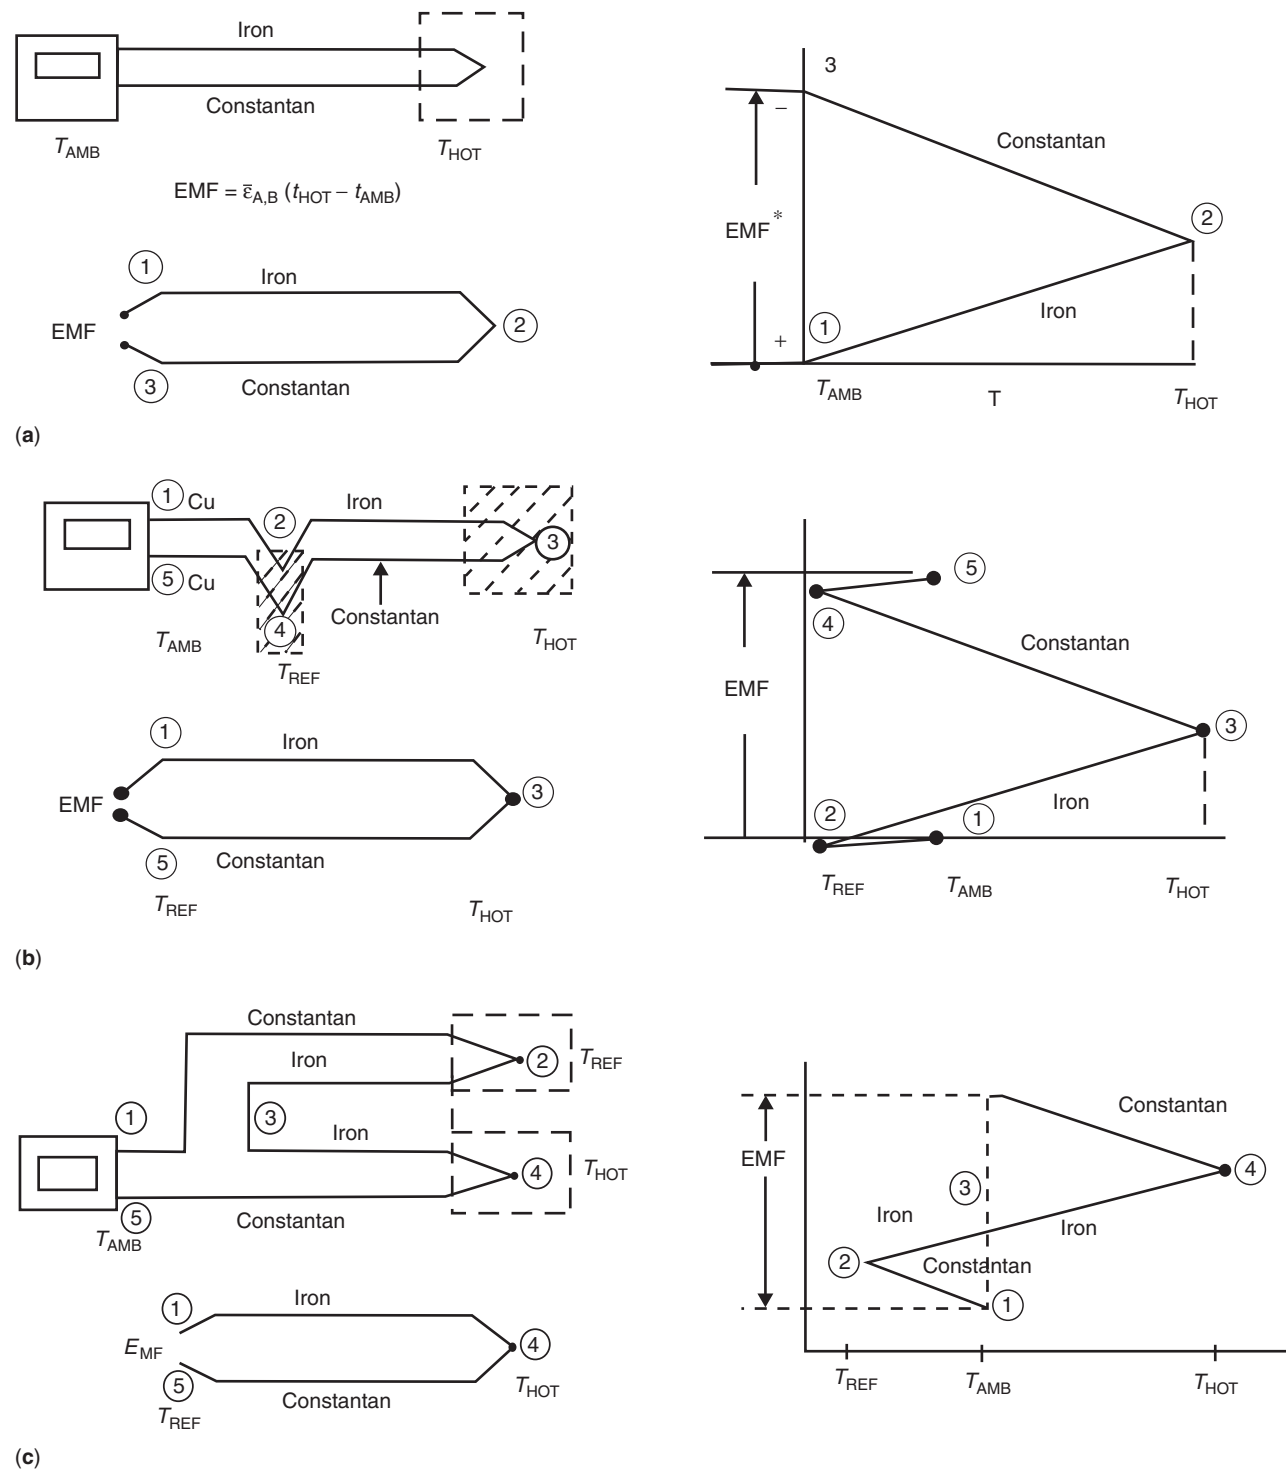 Iron
Constantan
T_AMB
T_HOT
EMF = ε̄_A,B (t_HOT – t_AMB)
1
Iron
EMF
2
3
Constantan
3
–
Constantan
2
EMF*
Iron
1
+
T_AMB
T
T_HOT
(a)
1 Cu
Iron
2
3
5 Cu
4
Constantan
T_AMB
T_HOT
T_REF
1
Iron
EMF
3
5
Constantan
T_REF
T_HOT
5
4
Constantan
EMF
3
2
1
Iron
T_REF
T_AMB
T_HOT
(b)
Constantan
Iron
2
T_REF
1
3
Iron
4
T_HOT
5
Constantan
T_AMB
1
Iron
E_MF
4
5
T_HOT
Constantan
T_REF
Constantan
EMF
4
3
Iron
Iron
2
Constantan
1
T_REF
T_AMB
T_HOT
(c)